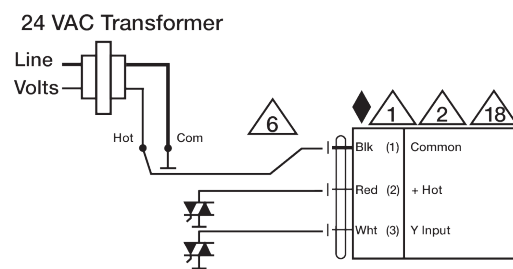 24 VAC Transformer
Line
Volts
Hot Com
6
1 2 18
Blk (1) Common
Red (2) + Hot
Wht (3) Y Input